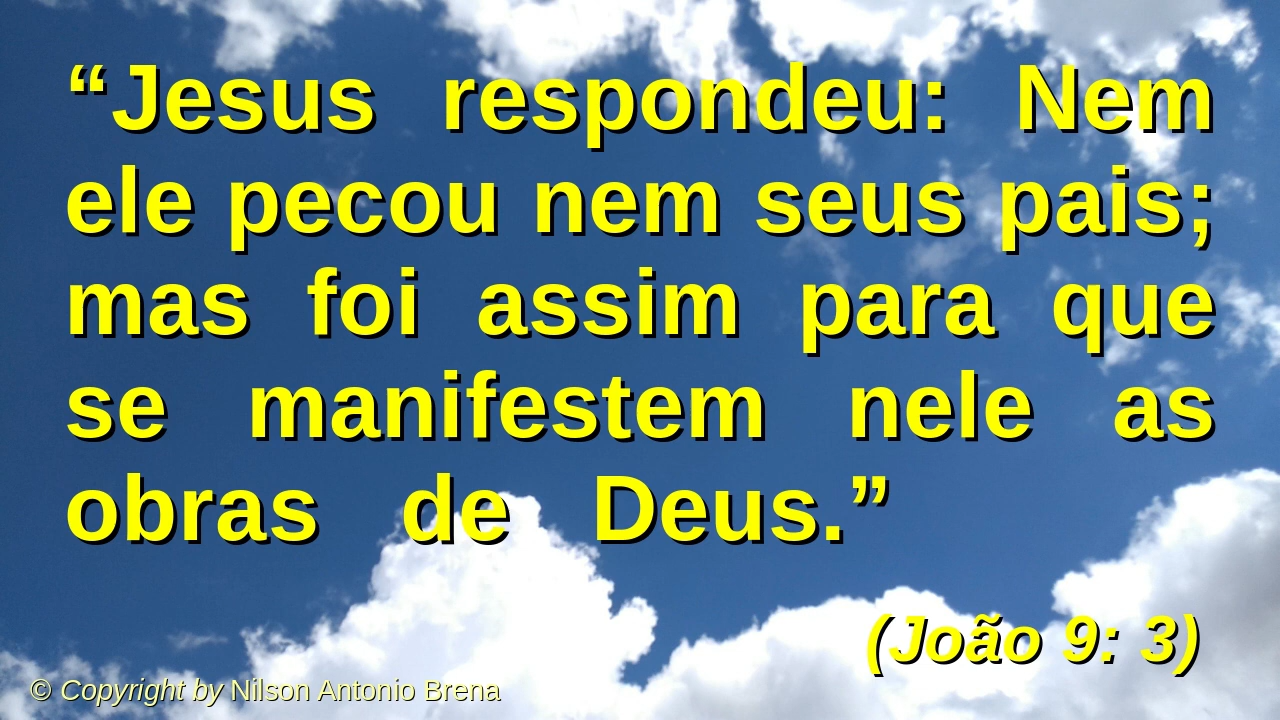 “Jesus respondeu: Nem
ele pecou nem seus pais;
mas foi assim para que
se manifestem nele as
obras de Deus.”
(João 9: 3)
© Copyright by Nilson Antonio Brena